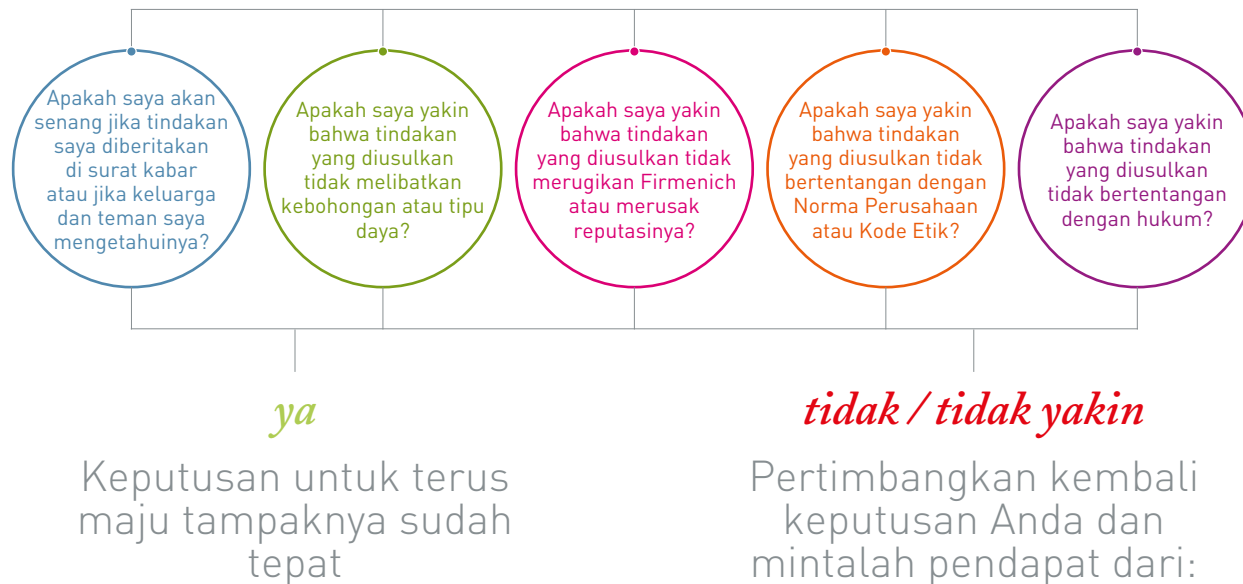 Apakah saya akan
senang jika tindakan
saya diberitakan
di surat kabar
atau jika keluarga
dan teman saya
mengetahuinya?
Apakah saya yakin
bahwa tindakan
yang diusulkan
tidak melibatkan
kebohongan atau tipu
daya?
Apakah saya yakin
bahwa tindakan
yang diusulkan tidak
merugikan Firmenich
atau merusak
reputasinya?
Apakah saya yakin
bahwa tindakan
yang diusulkan tidak
bertentangan dengan
Norma Perusahaan
atau Kode Etik?
Apakah saya yakin
bahwa tindakan
yang diusulkan
tidak bertentangan
dengan hukum?
ya
Keputusan untuk terus
maju tampaknya sudah
tepat
tidak / tidak yakin
Pertimbangkan kembali
keputusan Anda dan
mintalah pendapat dari: